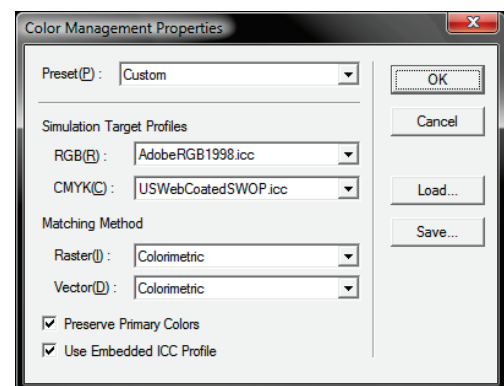 Color Management Properties
Preset(P) : Custom
OK
Cancel
Simulation Target Profiles
RGB(R) : AdobeRGB1998.icc
CMYK(C) : USWebCoatedSWOP.icc
Load...
Save...
Matching Method
Raster(I) : Colorimetric
Vector(D) : Colorimetric
Preserve Primary Colors
Use Embedded ICC Profile